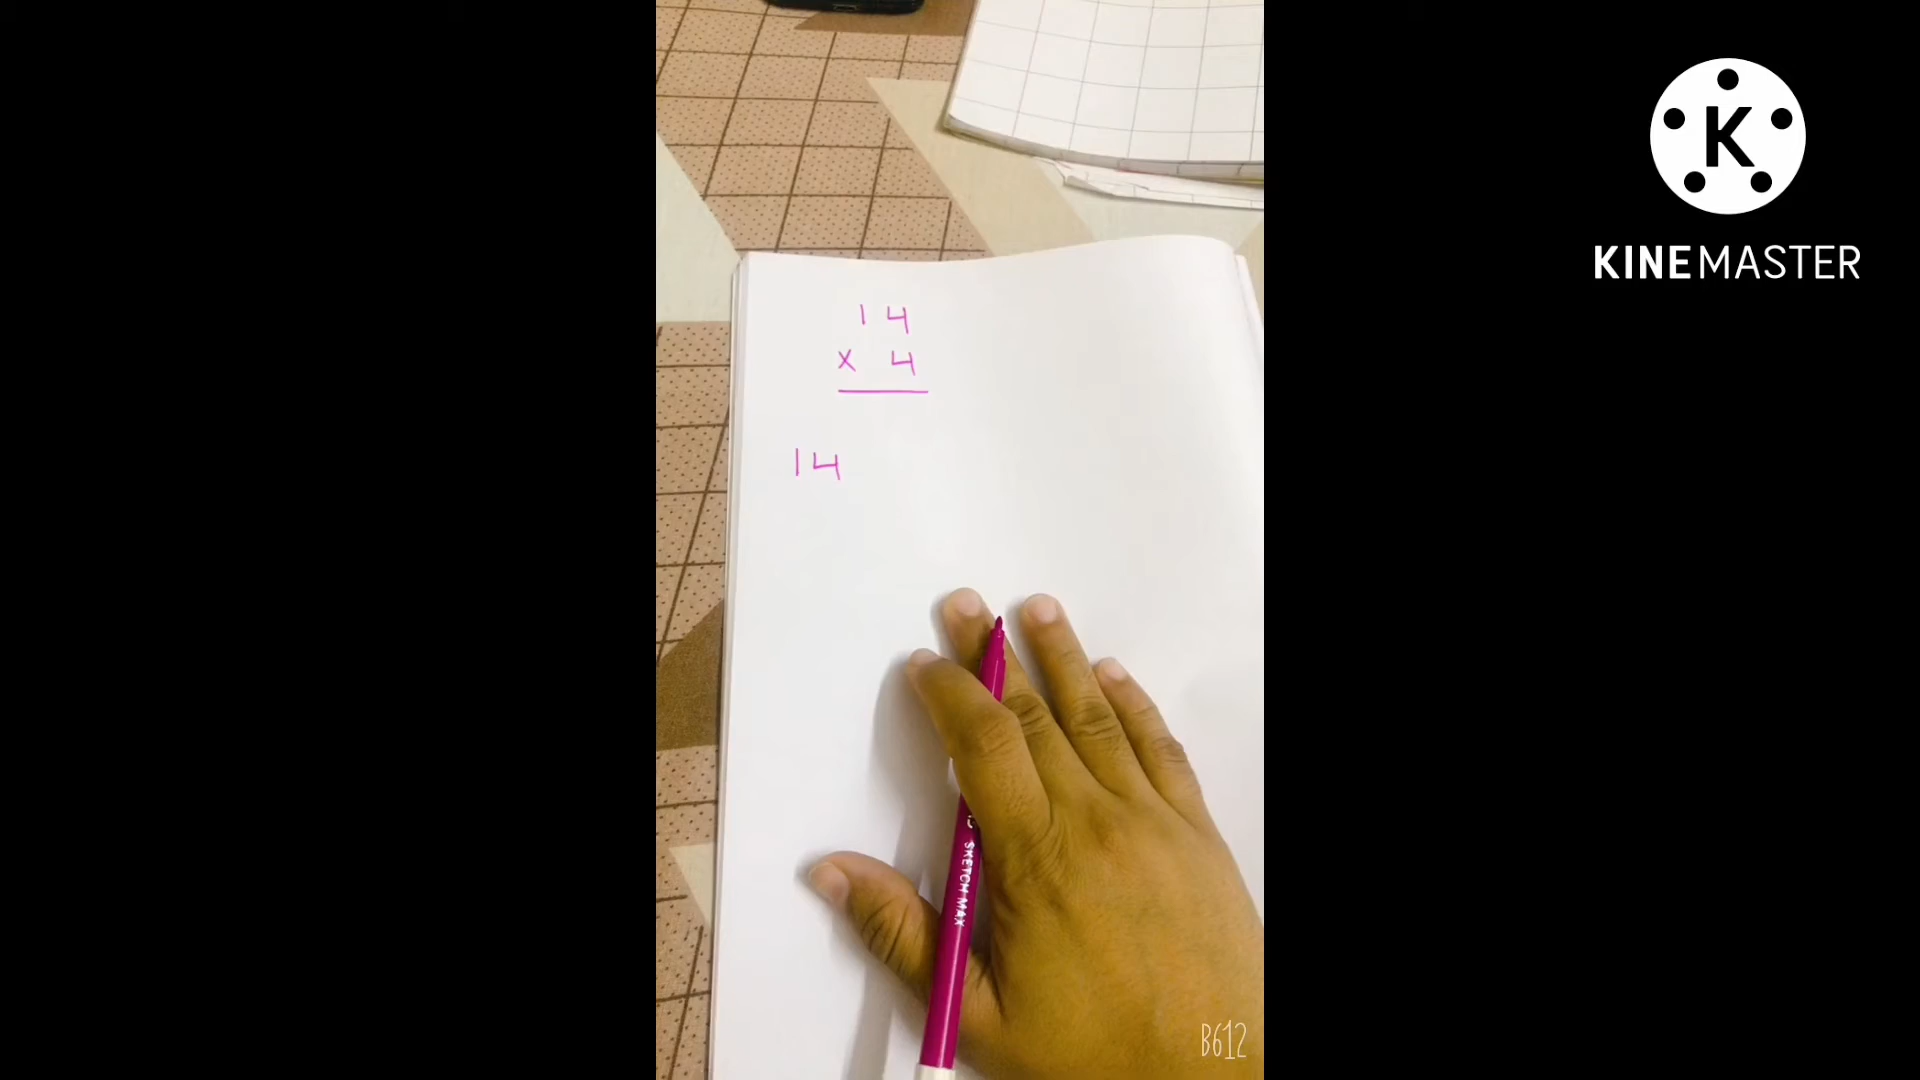 KINEMASTER
14
x 4
14
SKETCH MAX
B612